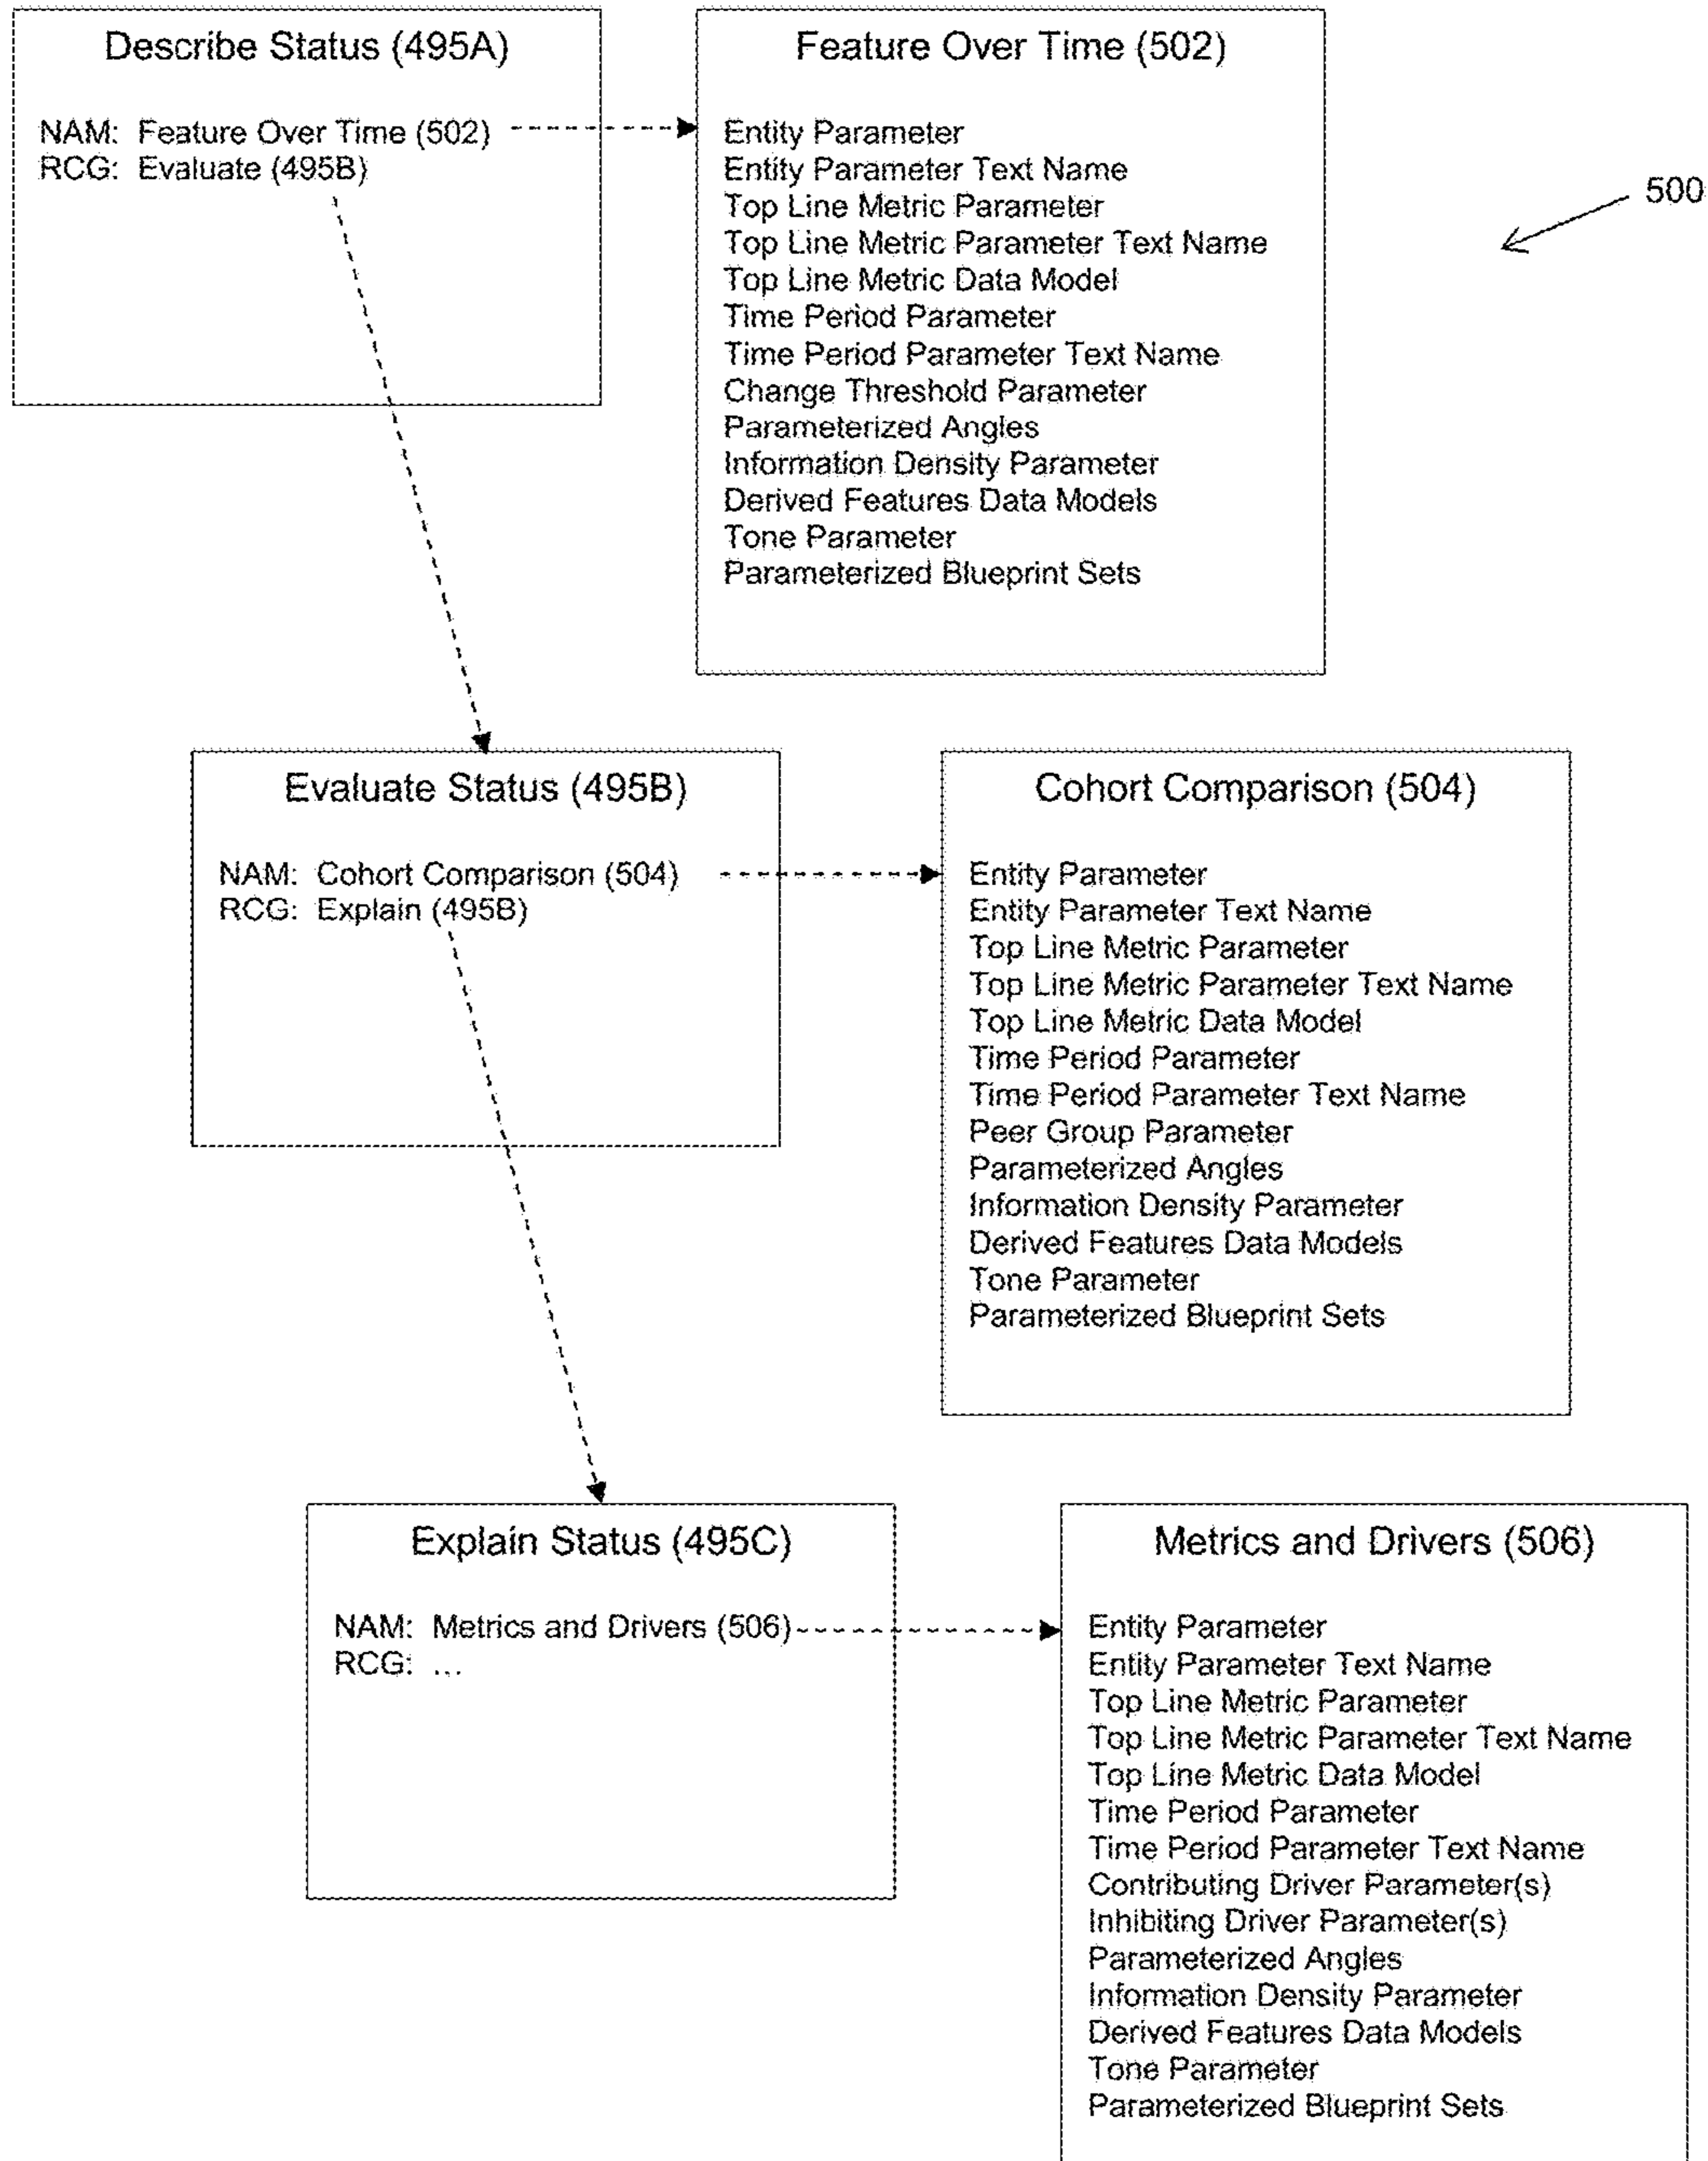 Describe Status (495A)
NAM: Feature Over Time (502)
RCG: Evaluate (495B)
Feature Over Time (502)
Entity Parameter
Entity Parameter Text Name
Top Line Metric Parameter
Top Line Metric Parameter Text Name
Top Line Metric Data Model
Time Period Parameter
Time Period Parameter Text Name
Change Threshold Parameter
Parameterized Angles
Information Density Parameter
Derived Features Data Models
Tone Parameter
Parameterized Blueprint Sets
500
Evaluate Status (495B)
NAM: Cohort Comparison (504)
RCG: Explain (495B)
Cohort Comparison (504)
Entity Parameter
Entity Parameter Text Name
Top Line Metric Parameter
Top Line Metric Parameter Text Name
Top Line Metric Data Model
Time Period Parameter
Time Period Parameter Text Name
Peer Group Parameter
Parameterized Angles
Information Density Parameter
Derived Features Data Models
Tone Parameter
Parameterized Blueprint Sets
Explain Status (495C)
NAM: Metrics and Drivers (506)
RCG: ...
Metrics and Drivers (506)
Entity Parameter
Entity Parameter Text Name
Top Line Metric Parameter
Top Line Metric Parameter Text Name
Top Line Metric Data Model
Time Period Parameter
Time Period Parameter Text Name
Contributing Driver Parameter(s)
Inhibiting Driver Parameter(s)
Parameterized Angles
Information Density Parameter
Derived Features Data Models
Tone Parameter
Parameterized Blueprint Sets